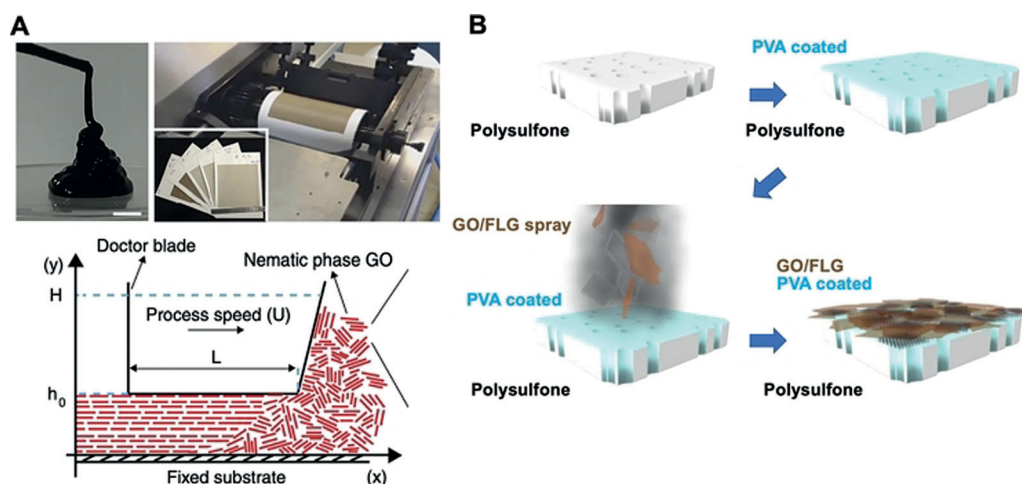 A
Doctor blade
(y)
Nematic phase GO
H
Process speed (U)
L
h₀
Fixed substrate
(x)
B
PVA coated
Polysulfone
Polysulfone
GO/FLG spray
PVA coated
Polysulfone
GO/FLG
PVA coated
Polysulfone